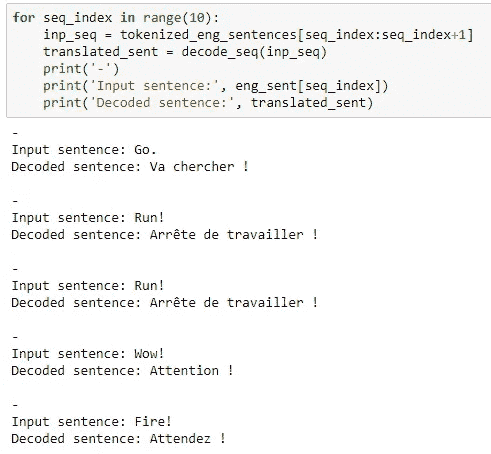 for seq_index in range(10):
    inp_seq = tokenized_eng_sentences[seq_index:seq_index+1]
    translated_sent = decode_seq(inp_seq)
    print('-')
    print('Input sentence:', eng_sent[seq_index])
    print('Decoded sentence:', translated_sent)
-
Input sentence: Go.
Decoded sentence: Va chercher !
-
Input sentence: Run!
Decoded sentence: Arrête de travailler !
-
Input sentence: Run!
Decoded sentence: Arrête de travailler !
-
Input sentence: Wow!
Decoded sentence: Attention !
-
Input sentence: Fire!
Decoded sentence: Attendez !